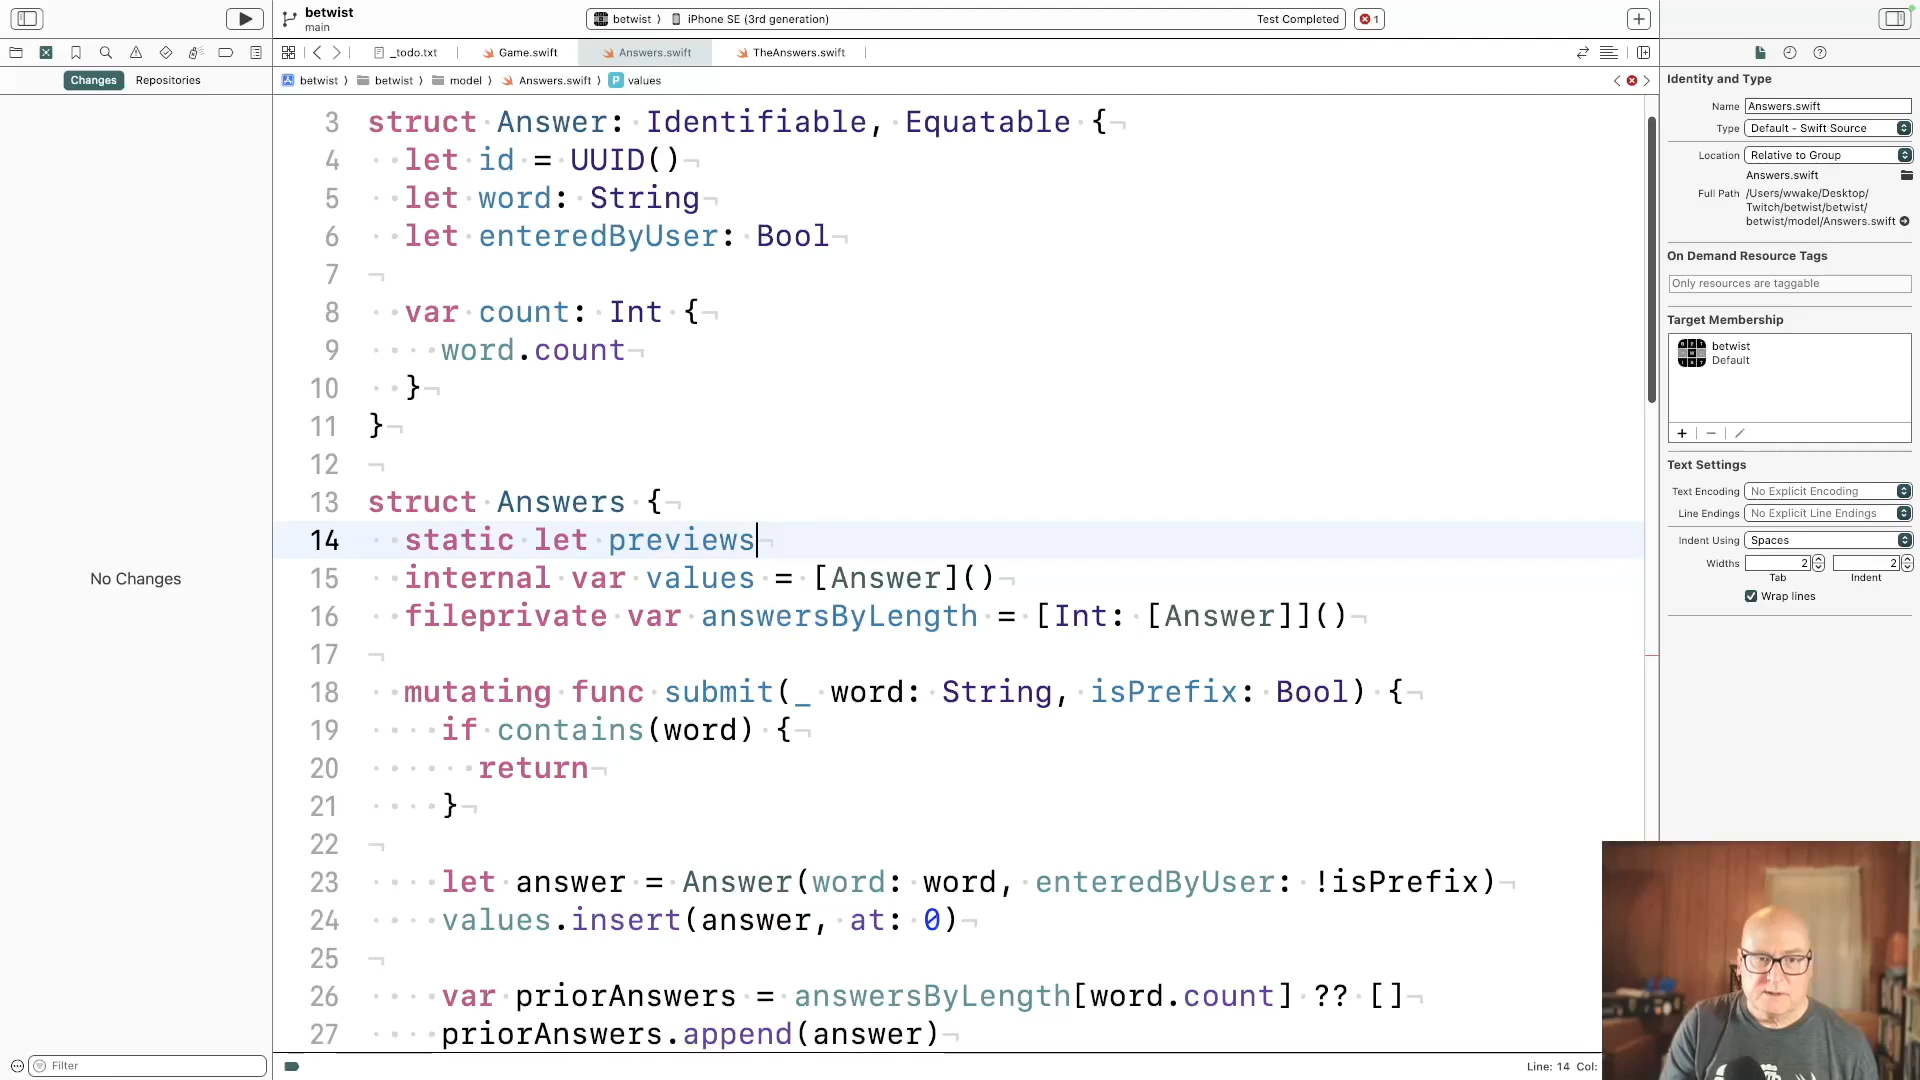 betwist
main
betwist
iPhone SE (3rd generation)
Test Completed
1
_todo.txt
Game.swift
Answers.swift
TheAnswers.swift
Changes
Repositories
betwist
betwist
model
Answers.swift
P
values
3 struct Answer: Identifiable, Equatable {
4 let id = UUID()
5 let word: String
6 let enteredByUser: Bool
7
8 var count: Int {
9 word.count
10 }
11 }
12
13 struct Answers {
14 static let previews
15 internal var values = [Answer]()
16 fileprivate var answersByLength = [Int: [Answer]]()
17
18 mutating func submit(_ word: String, isPrefix: Bool) {
19 if contains(word) {
20 return
21 }
22
23 let answer = Answer(word: word, enteredByUser: !isPrefix)
24 values.insert(answer, at: 0)
25
26 var priorAnswers = answersByLength[word.count] ?? []
27 priorAnswers.append(answer)
No Changes
Filter
Line: 14 Col:
Identity and Type
Name Answers.swift
Type Default - Swift Source
Location Relative to Group
Answers.swift
Full Path /Users/wwake/Desktop/
Twitch/betwist/betwist/
betwist/model/Answers.swift
On Demand Resource Tags
Only resources are taggable
Target Membership
betwist
Default
Text Settings
Text Encoding No Explicit Encoding
Line Endings No Explicit Line Endings
Indent Using Spaces
Widths 2 2
Tab Indent
Wrap lines